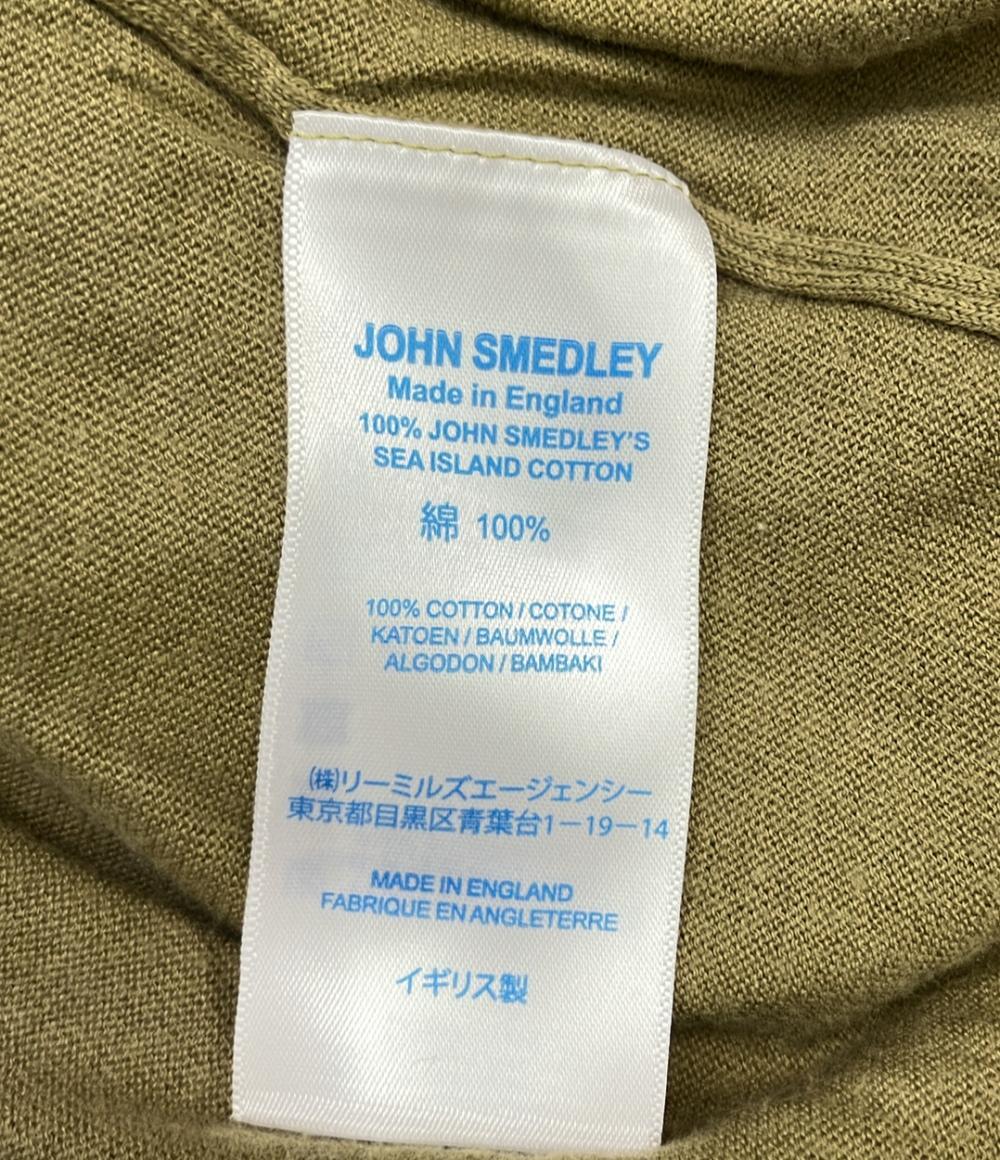 JOHN SMEDLEY
Made in England
100% JOHN SMEDLEY'S
SEA ISLAND COTTON
綿 100%
100% COTTON / COTONE /
KATOEN / BAUMWOLLE /
ALGODON / BAMBAKI
㈱リーミルズエージェンシー
東京都目黒区青葉台1－19－14
MADE IN ENGLAND
FABRIQUE EN ANGLETERRE
イギリス製